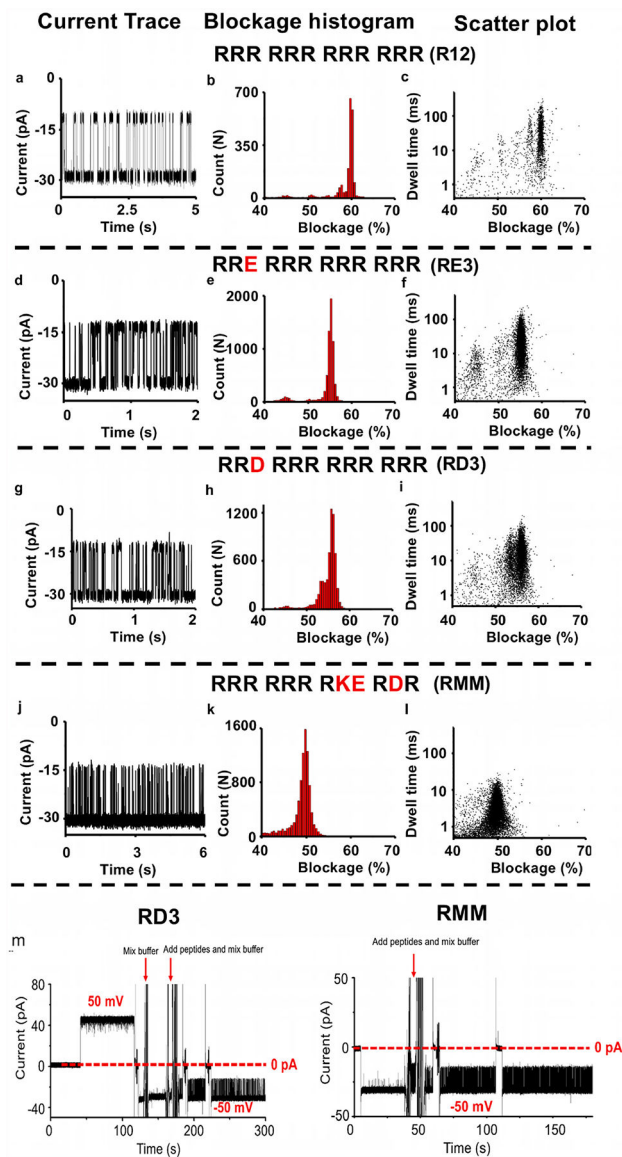 Current Trace Blockage histogram Scatter plot
RRR RRR RRR RRR (R12)
a b c
0 -15 -30
Current (pA)
0 2.5 5
Time (s)
700 350 0
Count (N)
40 50 60 70
Blockage (%)
100 10 1
Dwell time (ms)
40 50 60 70
Blockage (%)
RRE RRR RRR RRR (RE3)
d e f
0 -15 -30
Current (pA)
0 1 2
Time (s)
2000 1000 0
Count (N)
40 50 60 70
Blockage (%)
100 10 1
Dwell time (ms)
40 50 60 70
Blockage (%)
RRD RRR RRR RRR (RD3)
g h i
0 -15 -30
Current (pA)
0 1 2
Time (s)
1200 600 0
Count (N)
40 50 60 70
Blockage (%)
100 10 1
Dwell time (ms)
40 50 60 70
Blockage (%)
RRR RRR RKE RDR (RMM)
j k l
0 -15 -30
Current (pA)
0 3 6
Time (s)
1600 800 0
Count (N)
40 50 60 70
Blockage (%)
100 10 1
Dwell time (ms)
40 50 60 70
Blockage (%)
RD3 RMM
m
Mix buffer Add peptides and mix buffer
80 40 0 -40
Current (pA)
50 mV
0 pA
-50 mV
0 100 200 300
Time (s)
Add peptides and mix buffer
50 0 -50
Current (pA)
0 pA
-50 mV
0 50 100 150
Time (s)